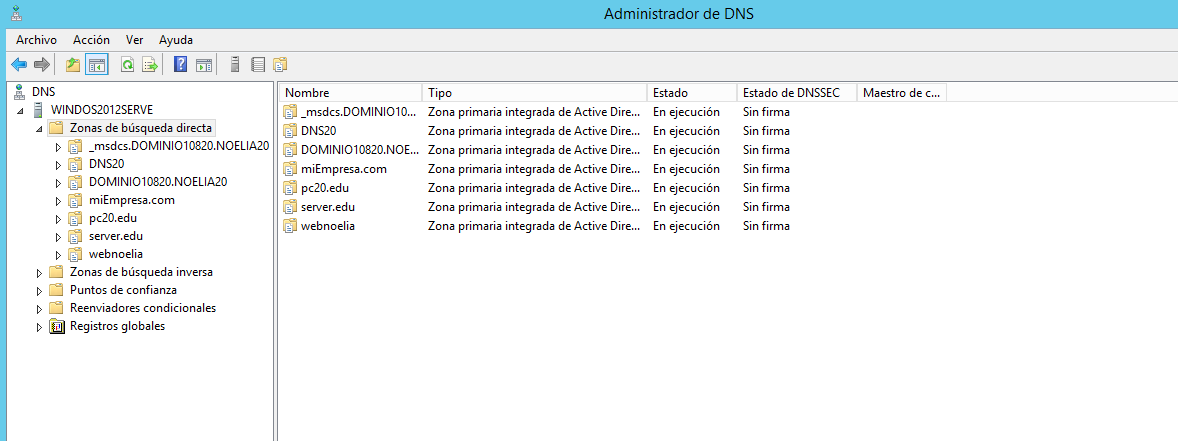 Administrador de DNS
Archivo Acción Ver Ayuda
DNS
WINDOS2012SERVE
Zonas de búsqueda directa
_msdcs.DOMINIO10820.NOELIA20
DNS20
DOMINIO10820.NOELIA20
miEmpresa.com
pc20.edu
server.edu
webnoelia
Zonas de búsqueda inversa
Puntos de confianza
Reenviadores condicionales
Registros globales
Nombre Tipo Estado Estado de DNSSEC Maestro de c...
_msdcs.DOMINIO10... Zona primaria integrada de Active Dire... En ejecución Sin firma
DNS20 Zona primaria integrada de Active Dire... En ejecución Sin firma
DOMINIO10820.NOE... Zona primaria integrada de Active Dire... En ejecución Sin firma
miEmpresa.com Zona primaria integrada de Active Dire... En ejecución Sin firma
pc20.edu Zona primaria integrada de Active Dire... En ejecución Sin firma
server.edu Zona primaria integrada de Active Dire... En ejecución Sin firma
webnoelia Zona primaria integrada de Active Dire... En ejecución Sin firma